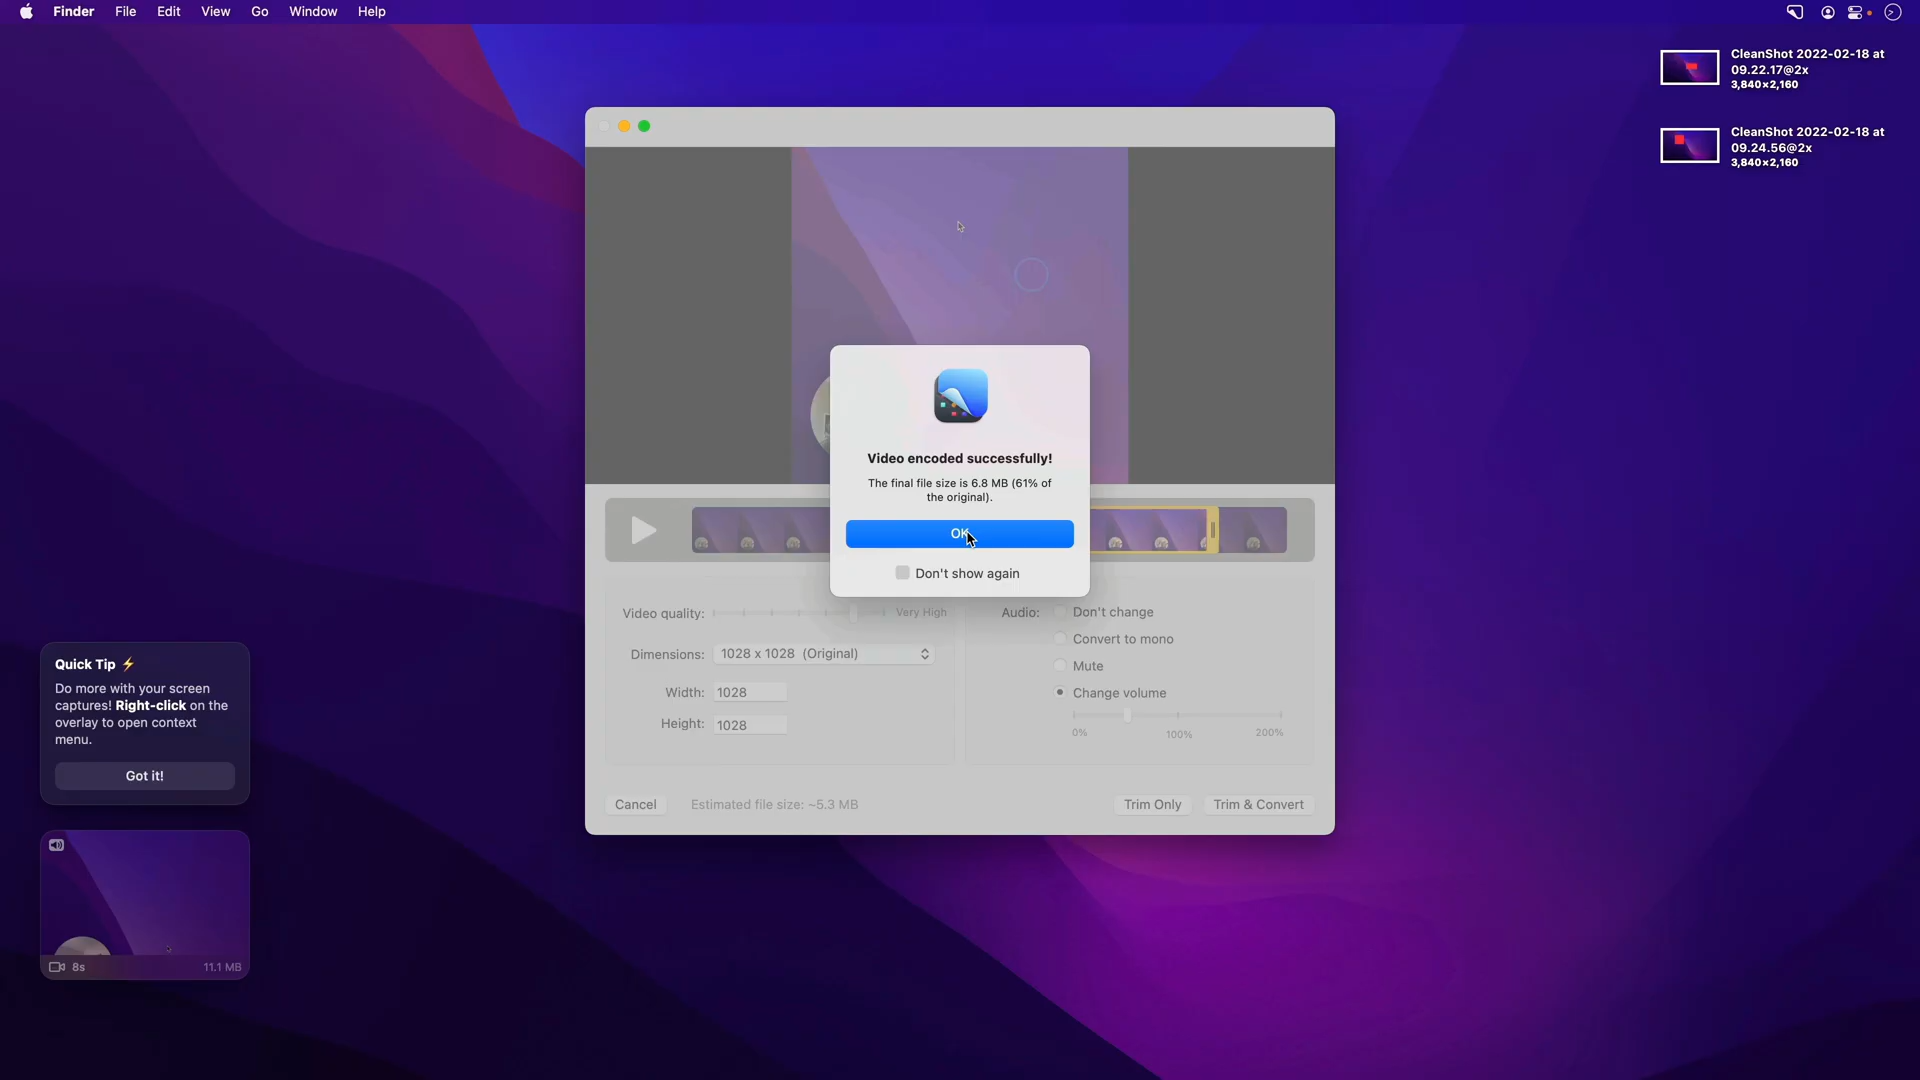 Finder File Edit View Go Window Help
CleanShot 2022-02-18 at
09.22.17@2x
3,840×2,160
CleanShot 2022-02-18 at
09.24.56@2x
3,840×2,160
Video encoded successfully!
The final file size is 6.8 MB (61% of
the original).
OK
Don't show again
Video quality: Very High
Dimensions: 1028 x 1028 (Original)
Width: 1028
Height: 1028
Audio: Don't change
Convert to mono
Mute
Change volume
0% 100% 200%
Cancel Estimated file size: ~5.3 MB Trim Only Trim & Convert
Quick Tip ⚡
Do more with your screen
captures! Right-click on the
overlay to open context
menu.
Got it!
8s 11.1 MB